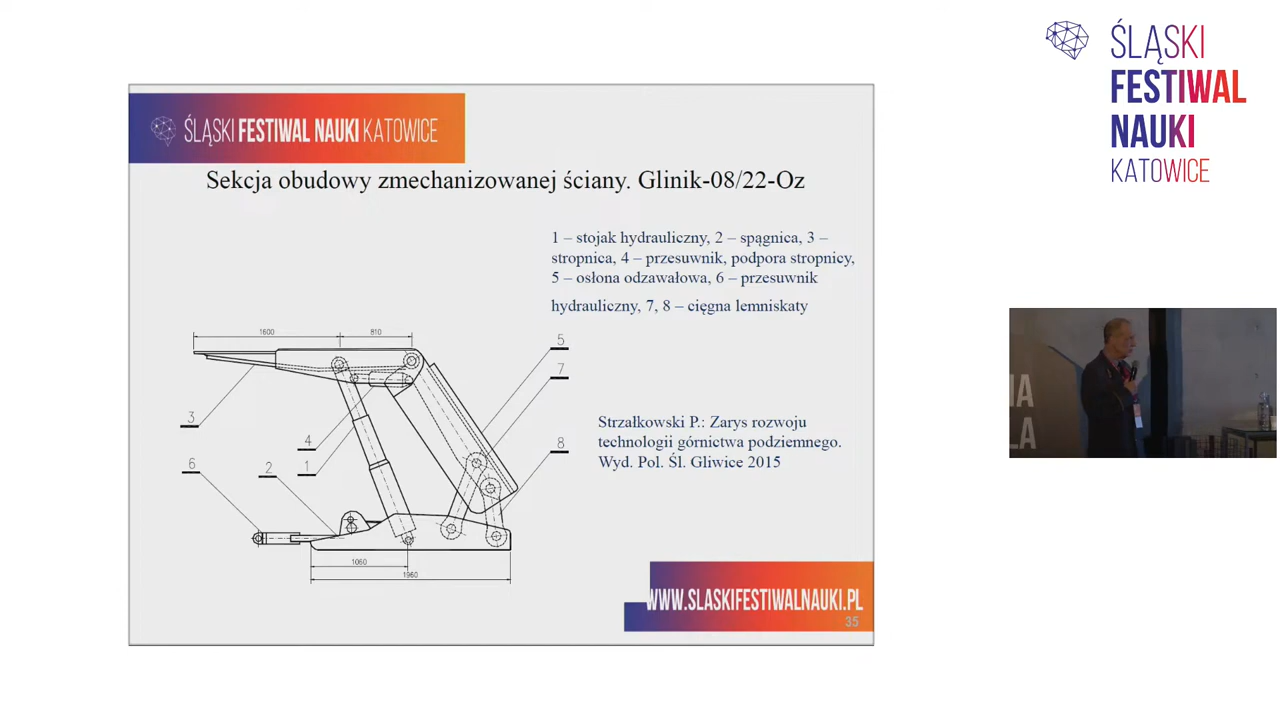 ŚLĄSKI
FESTIWAL
NAUKI
KATOWICE
ŚLĄSKI FESTIWAL NAUKI KATOWICE
Sekcja obudowy zmechanizowanej ściany. Glinik-08/22-Oz
1 – stojak hydrauliczny, 2 – spągnica, 3 –
stropnica, 4 – przesuwnik, podpora stropnicy,
5 – osłona odzawałowa, 6 – przesuwnik
hydrauliczny, 7, 8 – cięgna lemniskaty
1600
810
5
7
3
4
8
1
6
2
1060
1960
Strzałkowski P.: Zarys rozwoju
technologii górnictwa podziemnego.
Wyd. Pol. Śl. Gliwice 2015
WWW.SLASKIFESTIWALNAUKI.PL
35
NA
LA